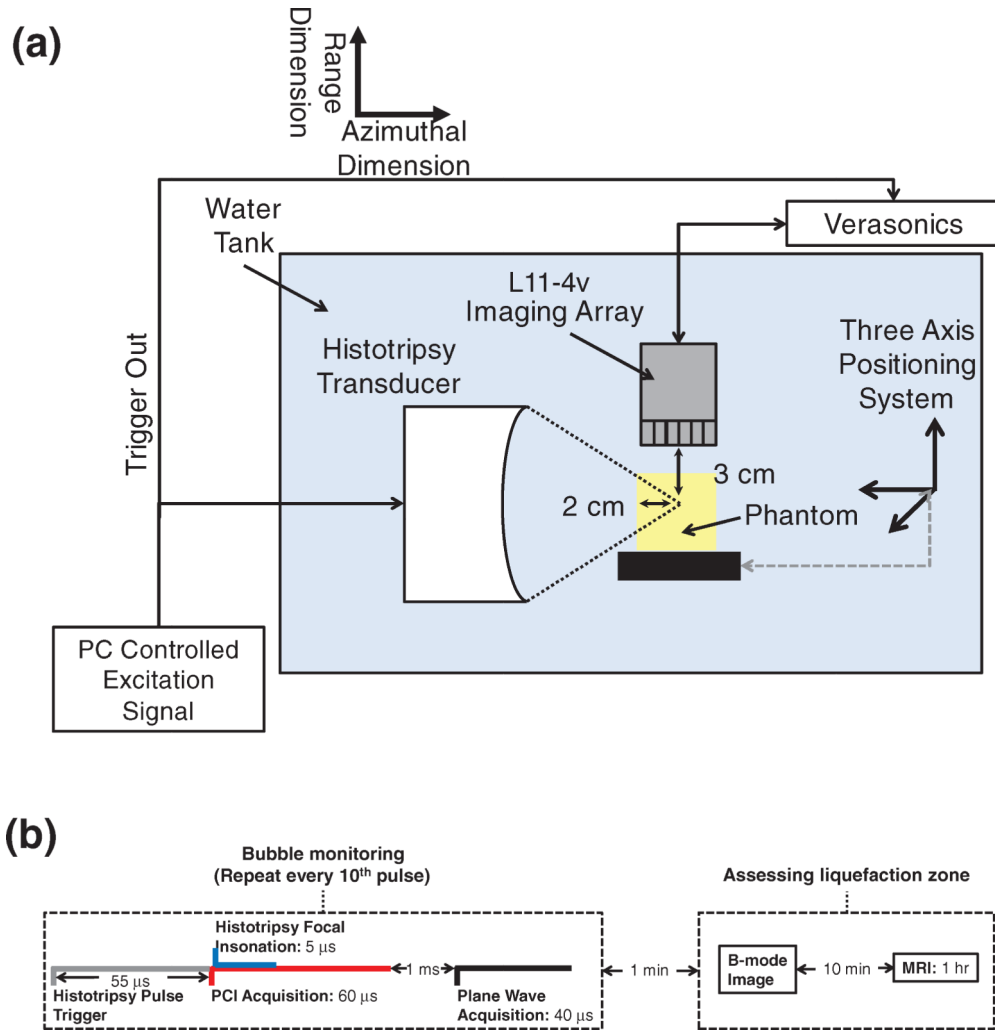 (a)
Range
Dimension
Azimuthal
Dimension
Water
Tank
Verasonics
L11-4v
Imaging Array
Histotripsy
Transducer
Three Axis
Positioning
System
Trigger Out
3 cm
2 cm
Phantom
PC Controlled
Excitation
Signal
(b)
Bubble monitoring
(Repeat every 10th pulse)
Histotripsy Focal
Insonation: 5 μs
55 μs
1 ms
Histotripsy Pulse
Trigger
PCI Acquisition: 60 μs
Plane Wave
Acquisition: 40 μs
1 min
Assessing liquefaction zone
B-mode
Image
10 min
MRI: 1 hr